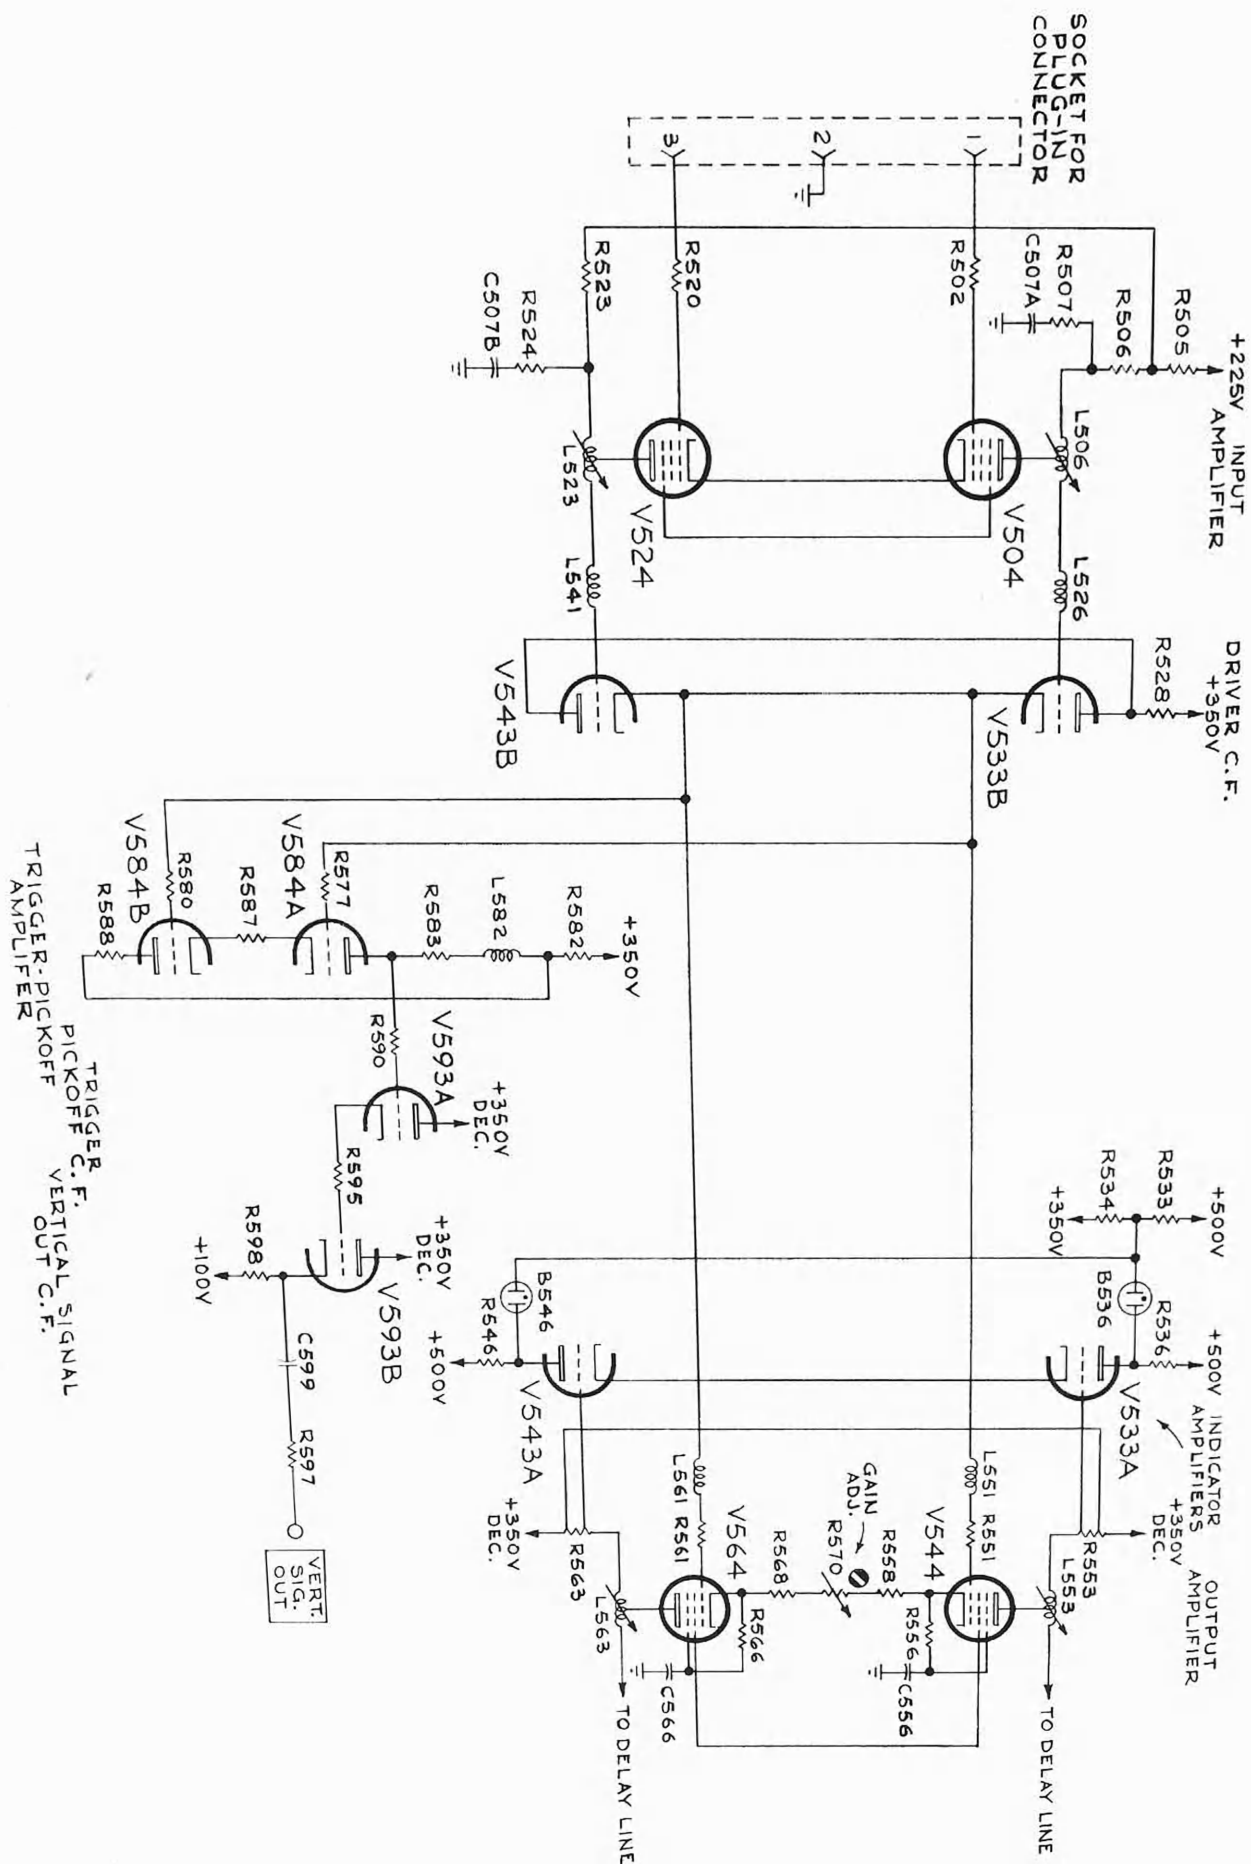 SOCKET FOR
PLUG-IN
CONNECTOR
1
2
3
+225V
INPUT
AMPLIFIER
R505
R506
R507
C507A
R502
R520
R523
R524
C507B
L506
L523
V504
V524
L526
L541
DRIVER C.F.
+350V
R528
V533B
V543B
+350V
R582
L582
R583
R577
V584A
R587
R580
V584B
R588
TRIGGER-PICKOFF
AMPLIFER
R590
V593A
+350V
DEC.
TRIGGER
PICKOFF C.F.
R595
+350V
DEC.
V593B
R598
+100V
VERTICAL SIGNAL
OUT C.F.
C599
R597
VERT.
SIG.
OUT
+500V
R533
R534
+350V
B536
R536
+500V
V533A
INDICATOR
AMPLIFIERS
B546
R546
+500V
V543A
L551
R551
L561
R561
+350V
DEC.
R553
L553
V544
R558
GAIN
ADJ.
R570
R568
V564
R556
C556
R566
C566
+350V
DEC.
R563
L563
OUTPUT
AMPLIFIER
TO DELAY LINE
TO DELAY LINE